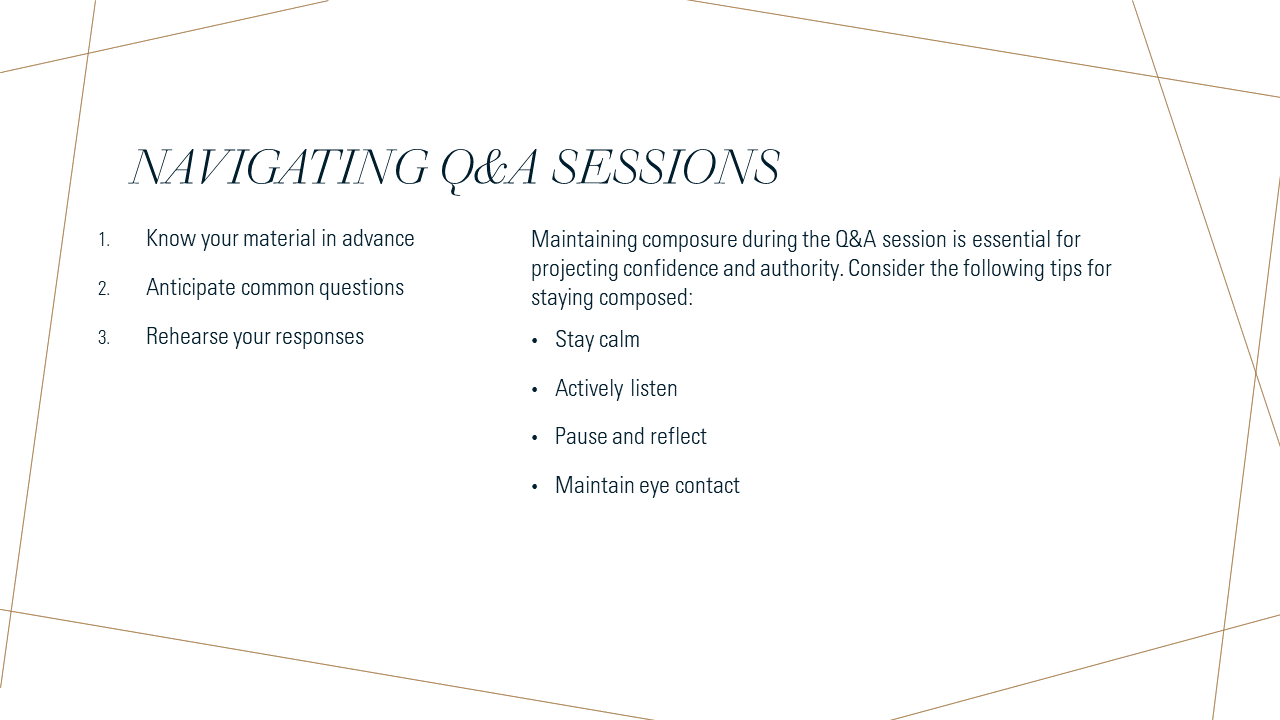 NAVIGATING Q&A SESSIONS
1. Know your material in advance
2. Anticipate common questions
3. Rehearse your responses
Maintaining composure during the Q&A session is essential for
projecting confidence and authority. Consider the following tips for
staying composed:
• Stay calm
• Actively listen
• Pause and reflect
• Maintain eye contact